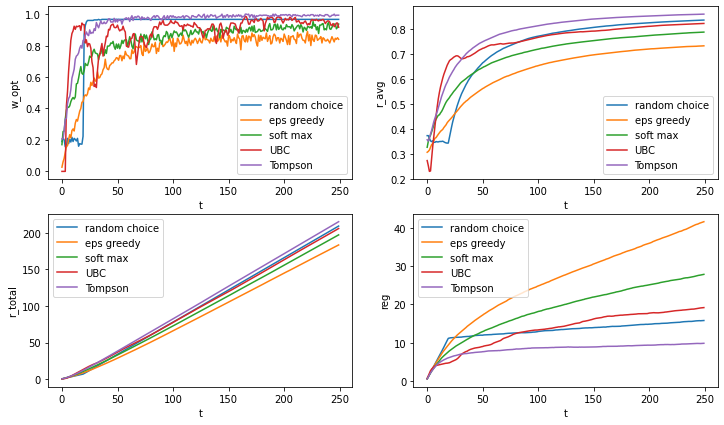 1.0
0.8
0.6
0.4
0.2
0.0
w_opt
random choice
eps greedy
soft max
UBC
Tompson
0 50 100 150 200 250
t
0.8
0.7
0.6
0.5
0.4
0.3
0.2
r_avg
random choice
eps greedy
soft max
UBC
Tompson
0 50 100 150 200 250
t
200
150
100
50
0
r_total
random choice
eps greedy
soft max
UBC
Tompson
0 50 100 150 200 250
t
40
30
20
10
0
reg
random choice
eps greedy
soft max
UBC
Tompson
0 50 100 150 200 250
t